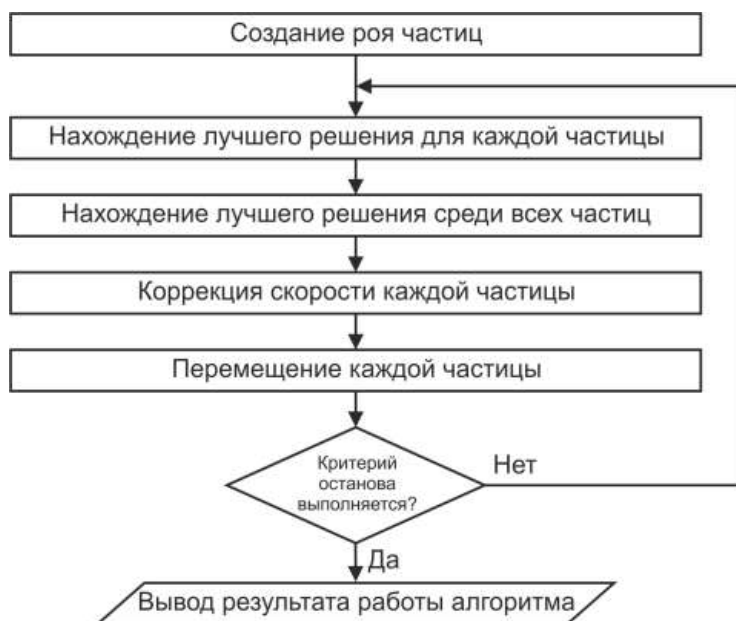 Создание роя частиц
Нахождение лучшего решения для каждой частицы
Нахождение лучшего решения среди всех частиц
Коррекция скорости каждой частицы
Перемещение каждой частицы
Критерий
останова
выполняется?
Нет
Да
Вывод результата работы алгоритма